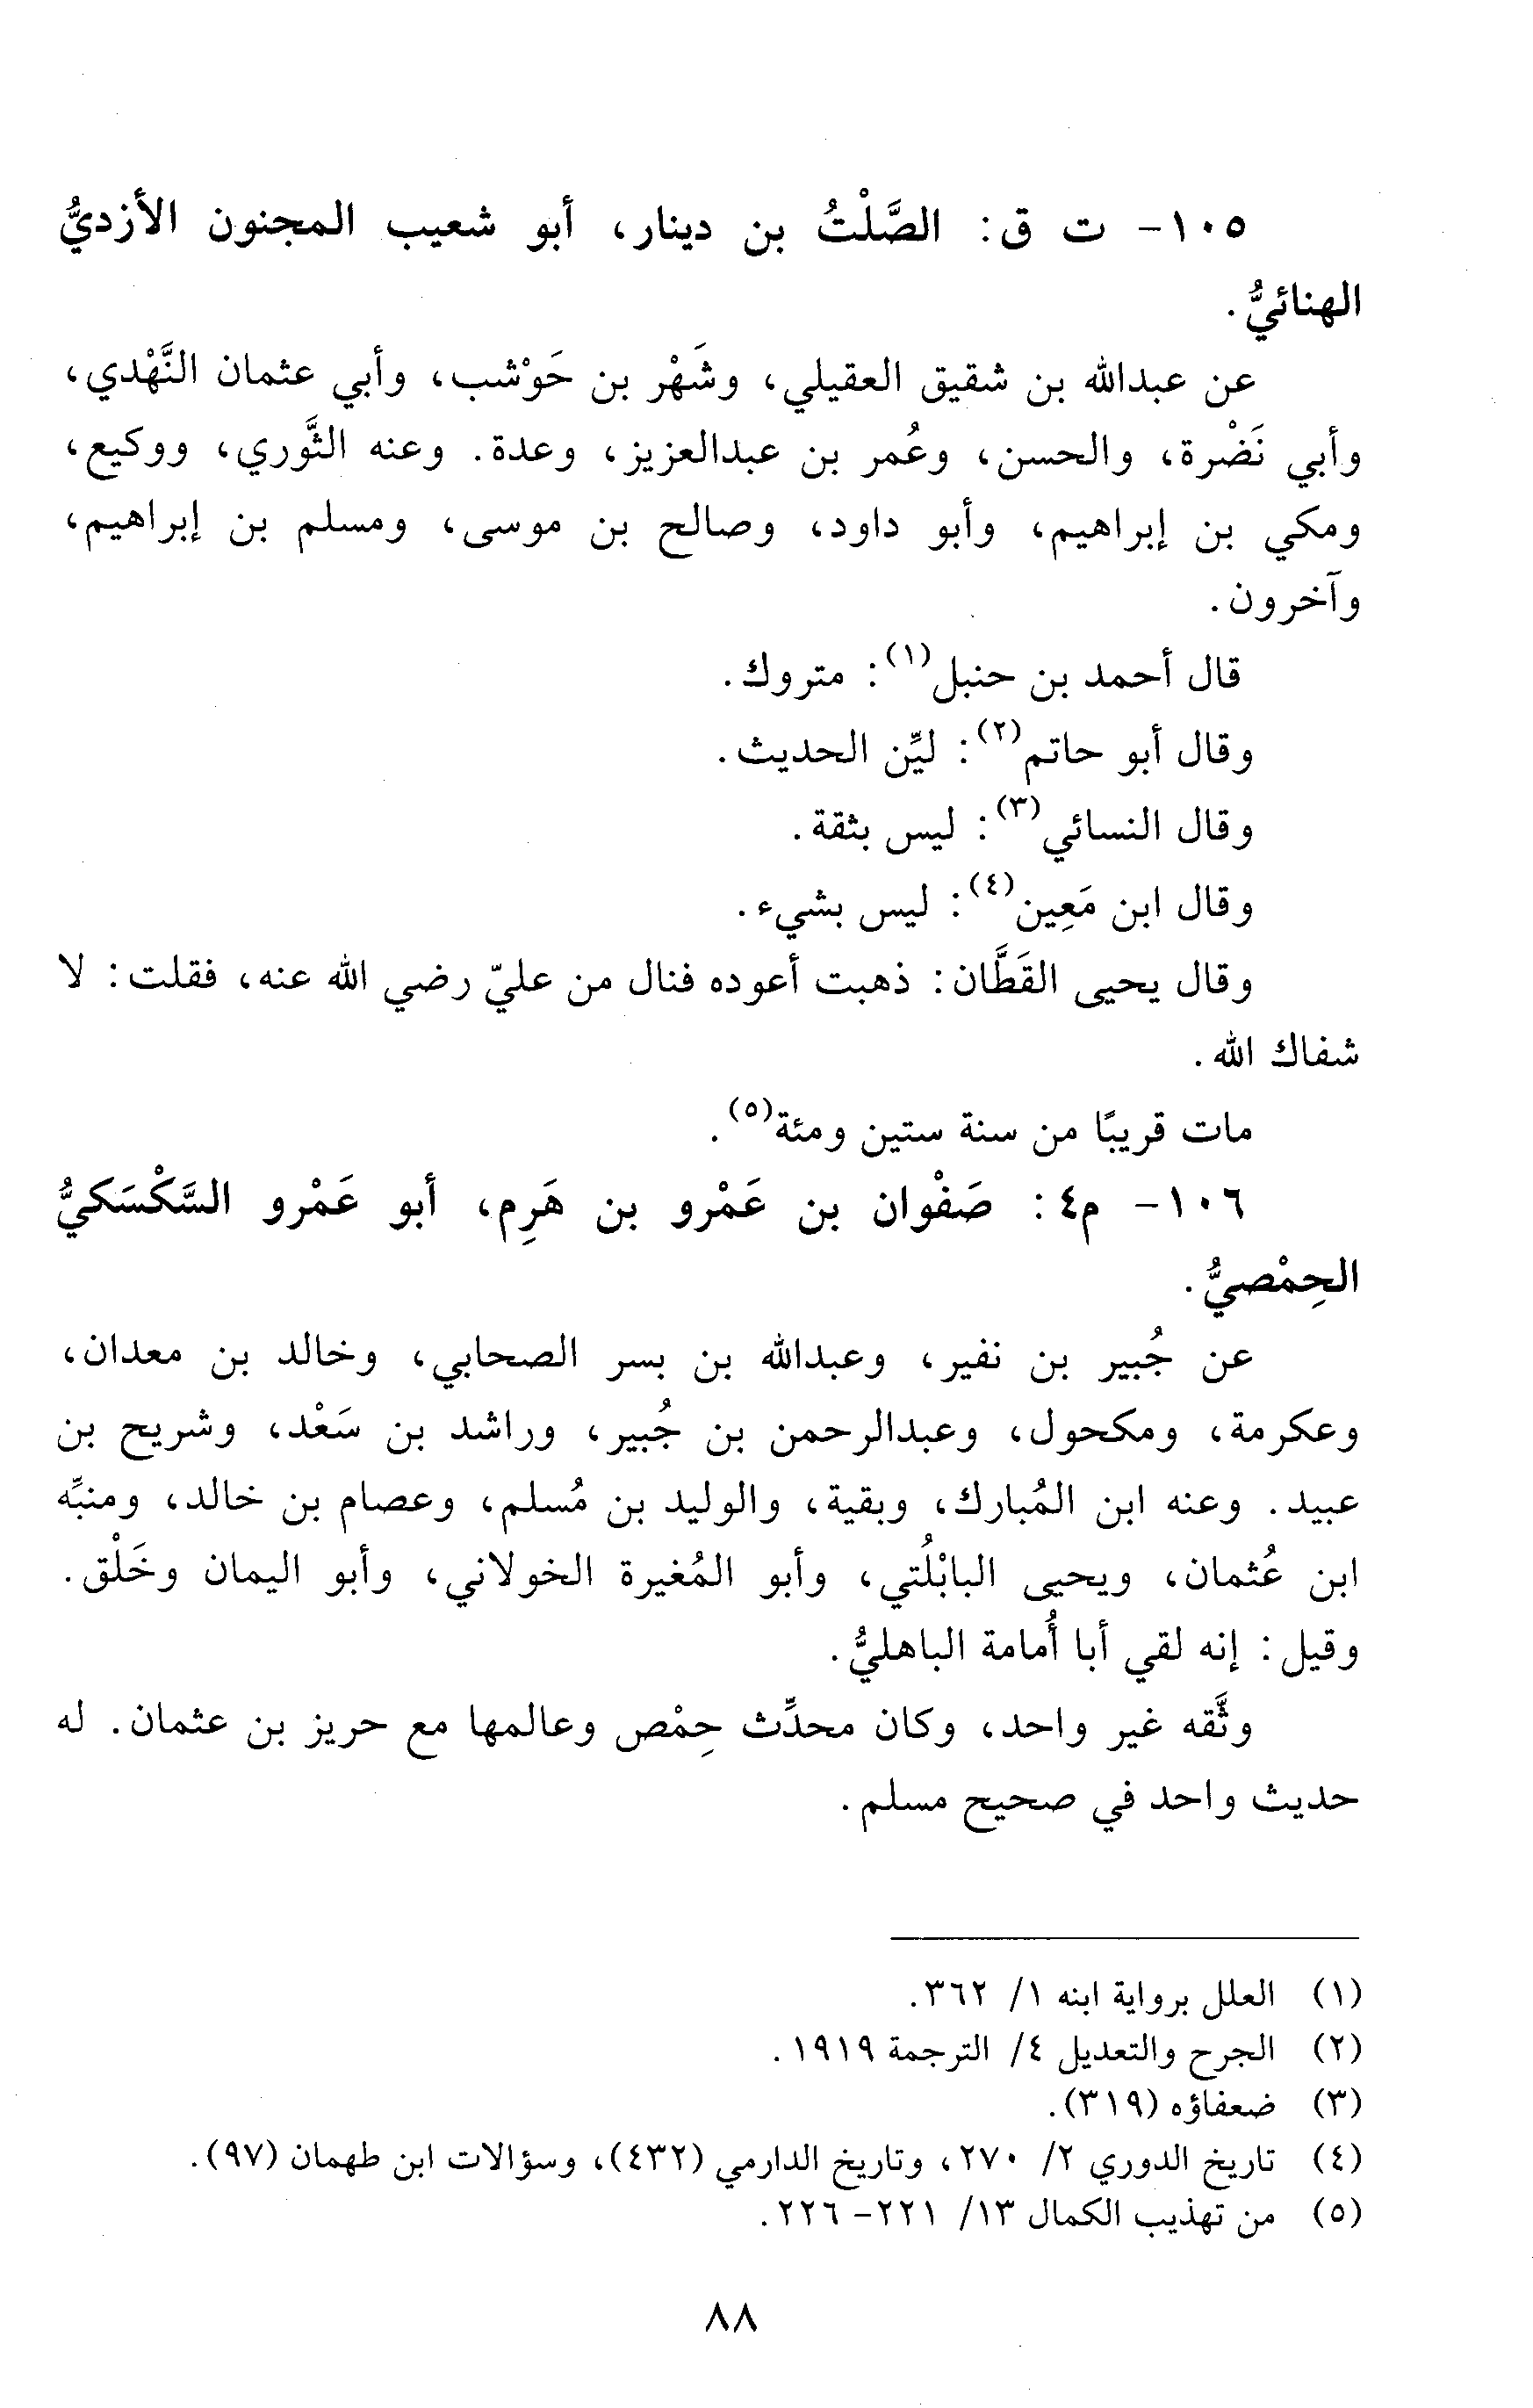 ١٠٥- ت ق: الصَّلْتُ بن دينار، أبو شعيب المجنون الأزديُّ
الهنائيُّ.
عن عبدالله بن شقيق العقيلي، وشَهْر بن حَوْشب، وأبي عثمان النَّهْدي،
وأبي نَضْرة، والحسن، وعُمر بن عبدالعزيز، وعدة. وعنه الثَّوري، ووكيع،
ومكي بن إبراهيم، وأبو داود، وصالح بن موسى، ومسلم بن إبراهيم،
وآخرون.
قال أحمد بن حنبل(١): متروك.
وقال أبو حاتم(٢): ليِّن الحديث.
وقال النسائي(٣): ليس بثقة.
وقال ابن مَعِين(٤): ليس بشيء.
وقال يحيى القَطَّان: ذهبت أعوده فنال من عليّ رضي الله عنه، فقلت: لا
شفاك الله.
مات قريبًا من سنة ستين ومئة(٥).
١٠٦- م٤: صَفْوان بن عَمْرو بن هَرِم، أبو عَمْرو السَّكْسَكيُّ
الحِمْصيُّ.
عن جُبير بن نفير، وعبدالله بن بسر الصحابي، وخالد بن معدان،
وعكرمة، ومكحول، وعبدالرحمن بن جُبير، وراشد بن سَعْد، وشريح بن
عبيد. وعنه ابن المُبارك، وبقية، والوليد بن مُسلم، وعصام بن خالد، ومنبِّه
ابن عُثمان، ويحيى البابْلُتي، وأبو المُغيرة الخولاني، وأبو اليمان وخَلْق.
وقيل: إنه لقي أبا أُمامة الباهليُّ.
وثَّقه غير واحد، وكان محدِّث حِمْص وعالمها مع حريز بن عثمان. له
حديث واحد في صحيح مسلم.
(١) العلل برواية ابنه ١/ ٣٦٢.
(٢) الجرح والتعديل ٤/ الترجمة ١٩١٩.
(٣) ضعفاؤه (٣١٩).
(٤) تاريخ الدوري ٢/ ٢٧٠، وتاريخ الدارمي (٤٣٢)، وسؤالات ابن طهمان (٩٧).
(٥) من تهذيب الكمال ١٣/ ٢٢١- ٢٢٦.
٨٨